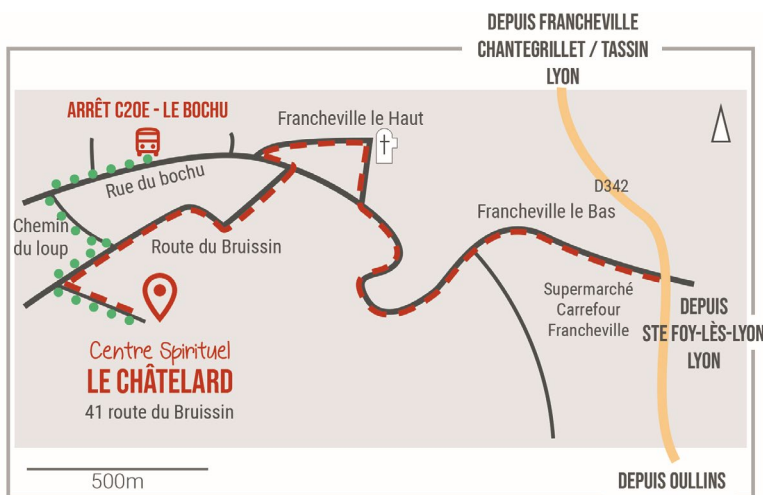 DEPUIS FRANCHEVILLE
CHANTEGRILLET / TASSIN
LYON
ARRÊT C20E - LE BOCHU
Francheville le Haut
Rue du bochu
D342
Francheville le Bas
Chemin
du loup
Route du Bruissin
Supermarché
Carrefour
Francheville
DEPUIS
STE FOY-LÈS-LYON
LYON
Centre Spirituel
LE CHÂTELARD
41 route du Bruissin
500m
DEPUIS OULLINS